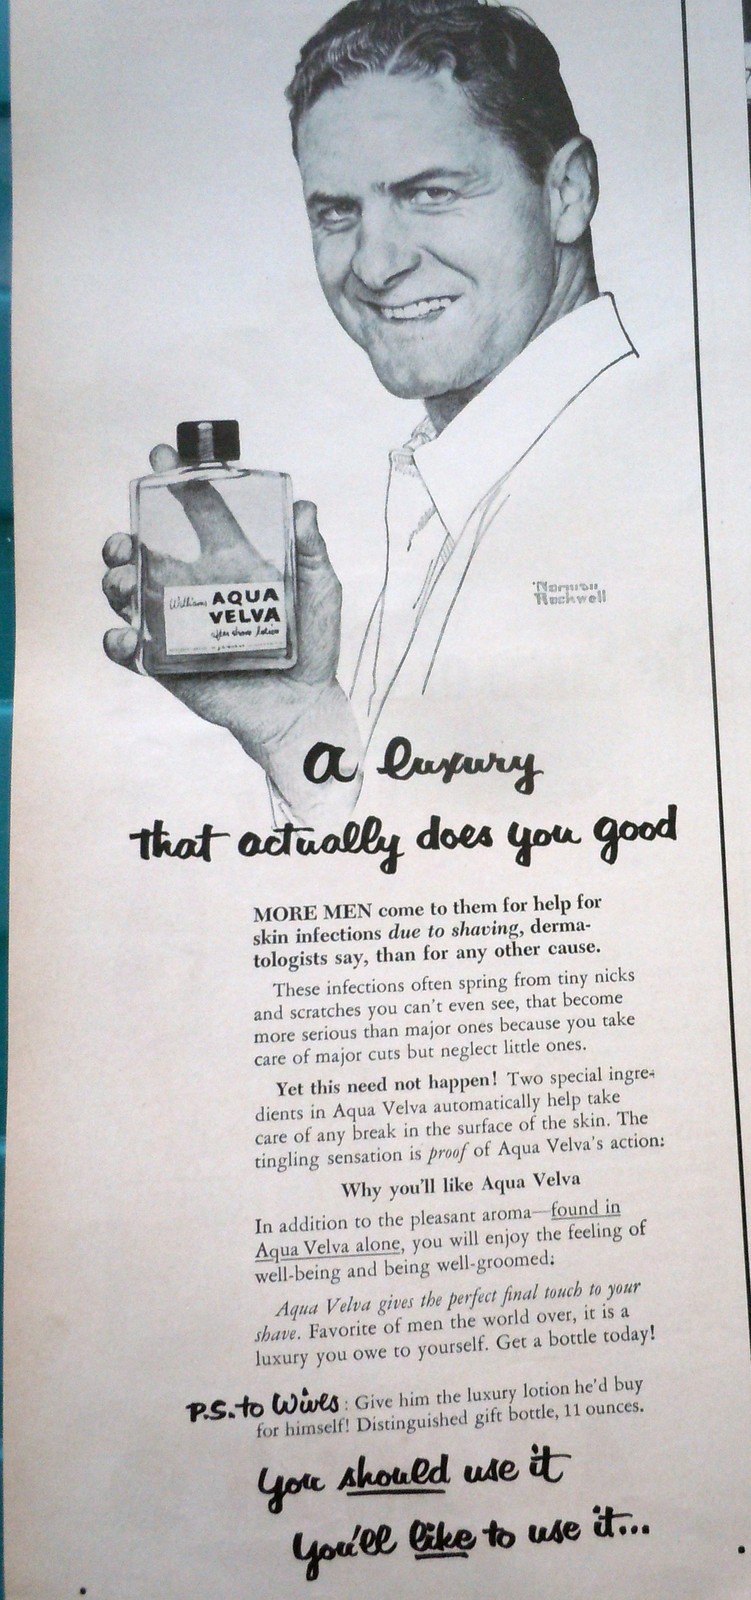 Williams AQUA
VELVA
after shave lotion
Norman
Rockwell
a luxury
that actually does you good
MORE MEN come to them for help for
skin infections due to shaving, derma-
tologists say, than for any other cause.
These infections often spring from tiny nicks
and scratches you can't even see, that become
more serious than major ones because you take
care of major cuts but neglect little ones.
Yet this need not happen! Two special ingre-
dients in Aqua Velva automatically help take
care of any break in the surface of the skin. The
tingling sensation is proof of Aqua Velva's action:
Why you'll like Aqua Velva
In addition to the pleasant aroma—found in
Aqua Velva alone, you will enjoy the feeling of
well-being and being well-groomed:
Aqua Velva gives the perfect final touch to your
shave. Favorite of men the world over, it is a
luxury you owe to yourself. Get a bottle today!
P.S. to Wives: Give him the luxury lotion he'd buy
for himself! Distinguished gift bottle, 11 ounces.
You should use it
You'll like to use it...